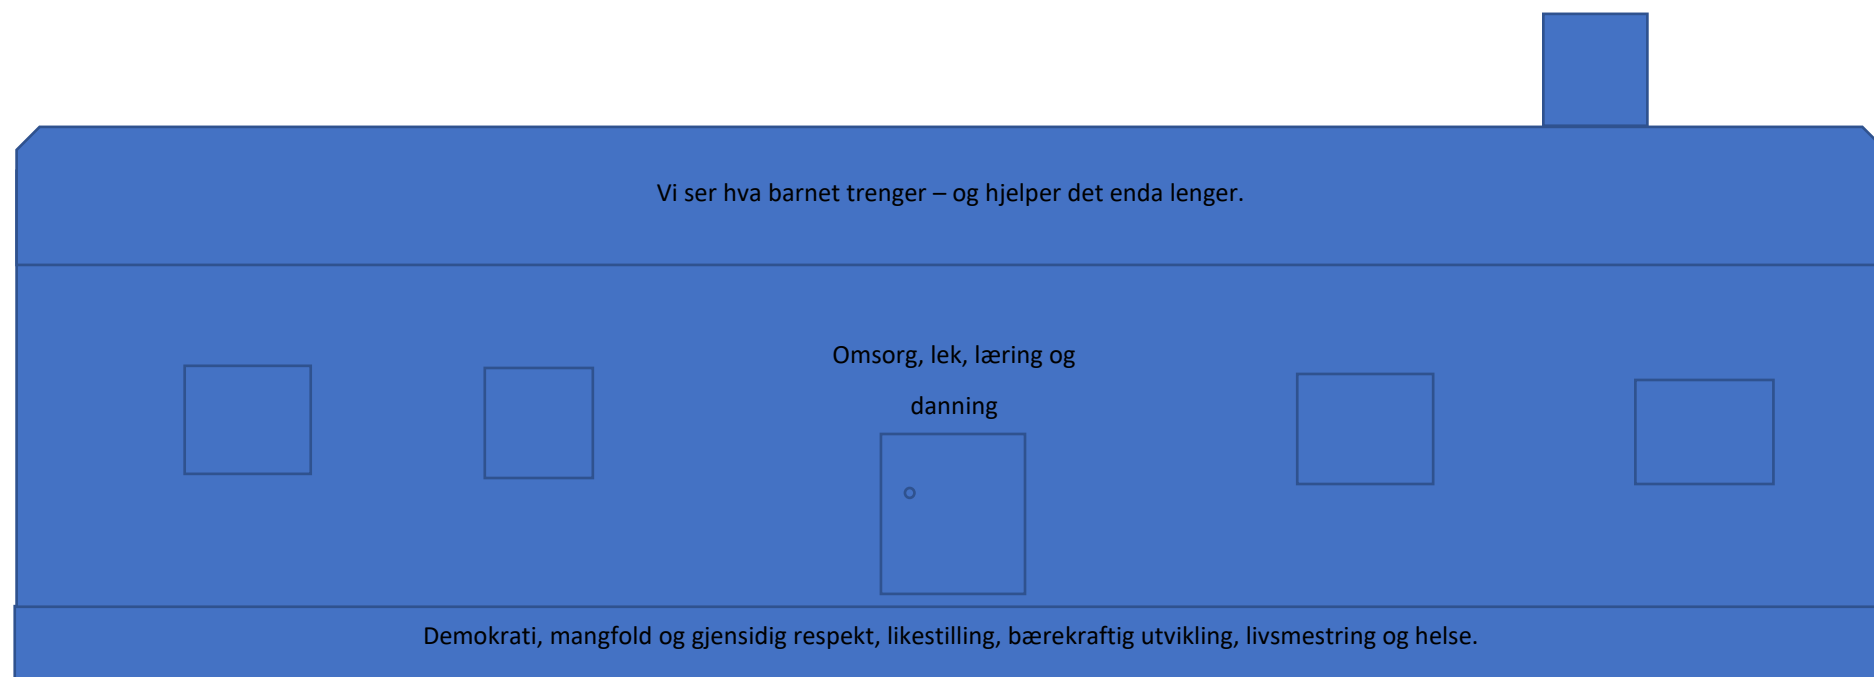 Vi ser hva barnet trenger – og hjelper det enda lenger.
Omsorg, lek, læring og
danning
Demokrati, mangfold og gjensidig respekt, likestilling, bærekraftig utvikling, livsmestring og helse.